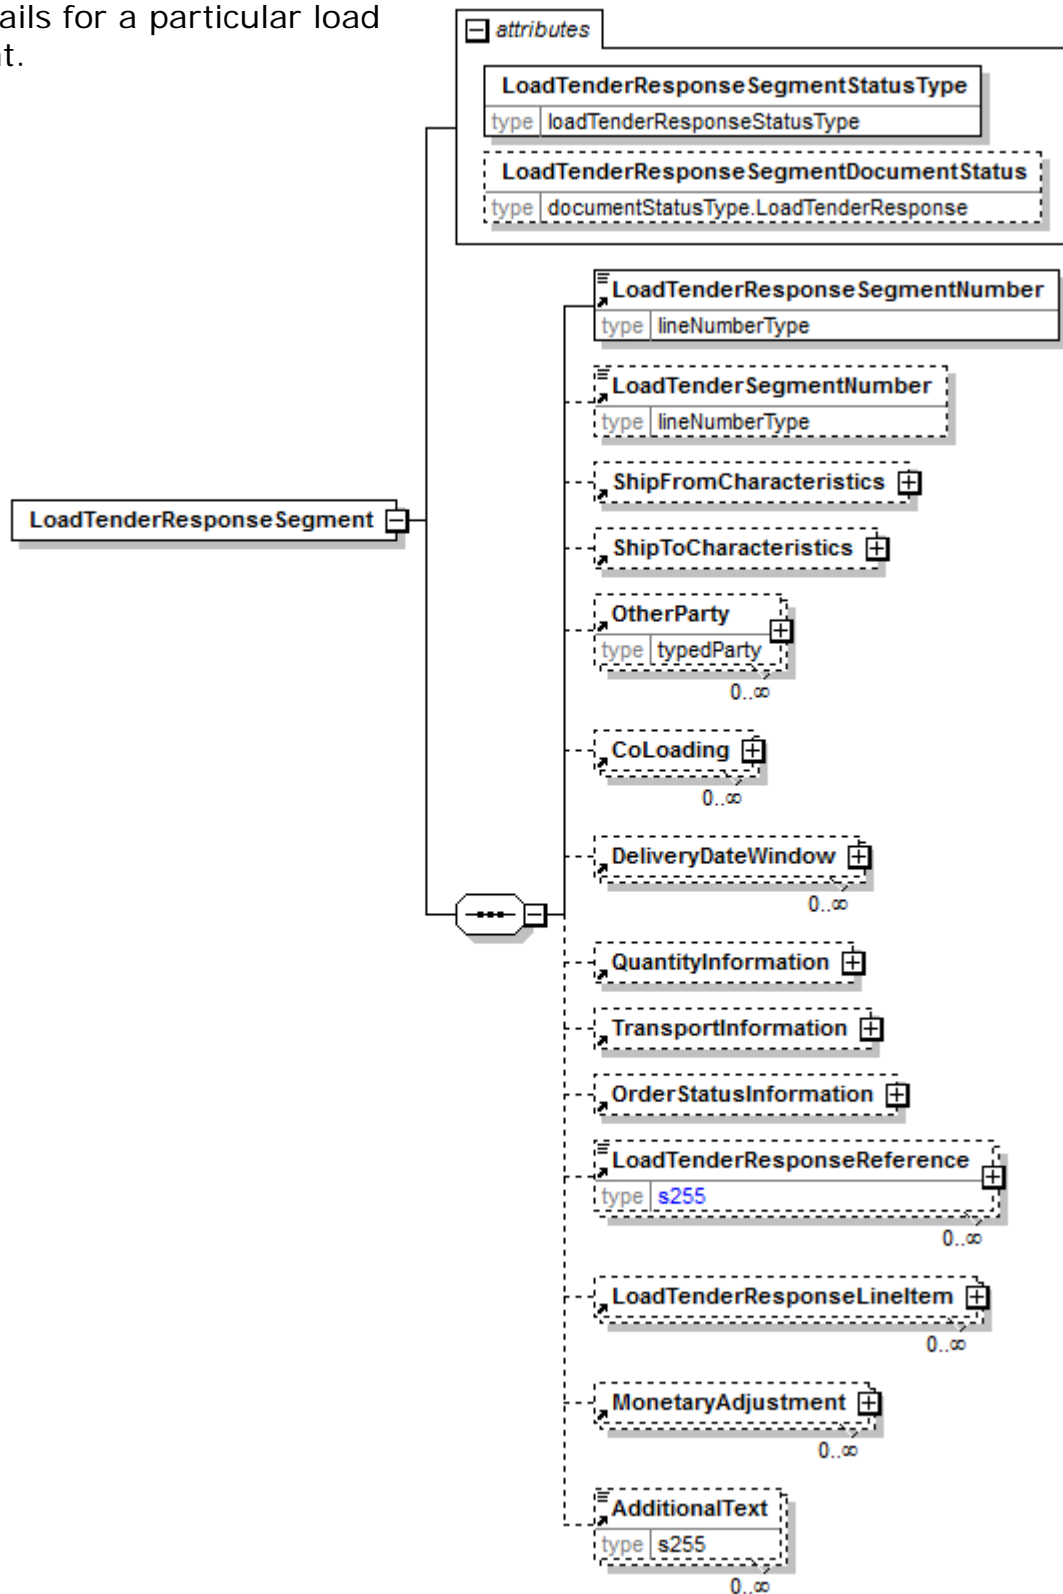 ails for a particular load
t.
attributes
LoadTenderResponseSegmentStatusType
type loadTenderResponseStatusType
LoadTenderResponseSegmentDocumentStatus
type documentStatusType.LoadTenderResponse
LoadTenderResponseSegmentNumber
type lineNumberType
LoadTenderSegmentNumber
type lineNumberType
ShipFromCharacteristics
LoadTenderResponseSegment
ShipToCharacteristics
OtherParty
type typedParty
0..∞
CoLoading
0..∞
DeliveryDateWindow
0..∞
QuantityInformation
TransportInformation
OrderStatusInformation
LoadTenderResponseReference
type s255
0..∞
LoadTenderResponseLineItem
0..∞
MonetaryAdjustment
0..∞
AdditionalText
type s255
0..∞